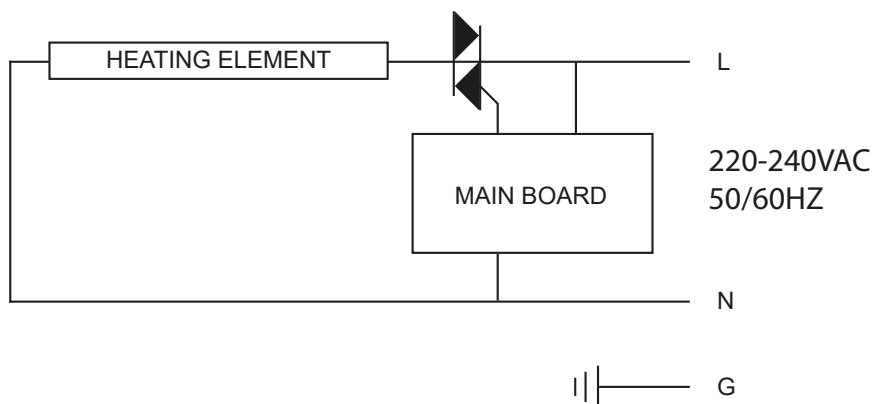 HEATING ELEMENT
L
MAIN BOARD
220-240VAC
50/60HZ
N
G